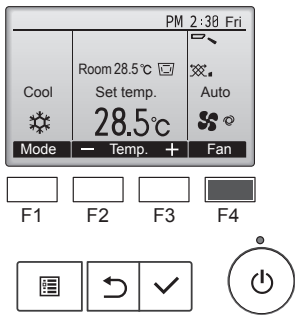 PM 2:30 Fri
Room 28.5°C
Cool Set temp. Auto
28.5°C
Mode − Temp. + Fan
F1 F2 F3 F4